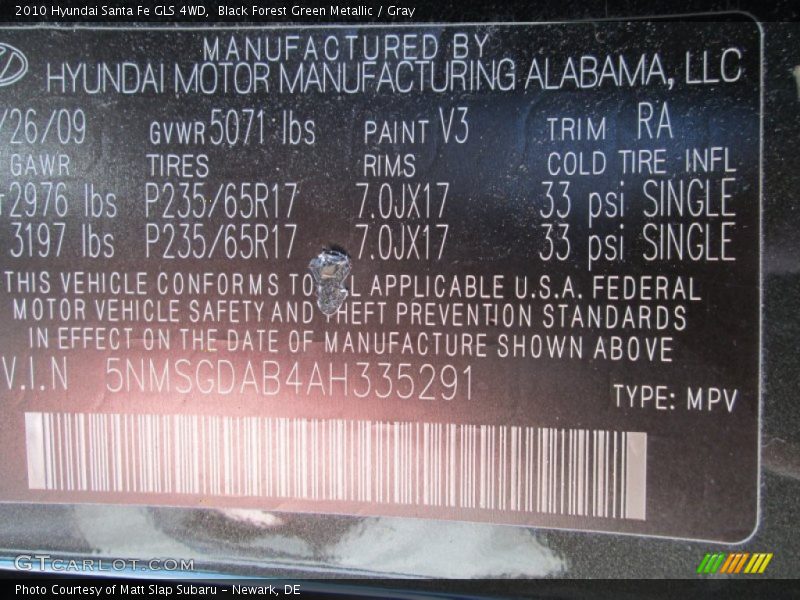 2010 Hyundai Santa Fe GLS 4WD, Black Forest Green Metallic / Gray
MANUFACTURED BY
HYUNDAI MOTOR MANUFACTURING ALABAMA, LLC
/26/09 GVWR 5071 lbs PAINT V3 TRIM RA
GAWR TIRES RIMS COLD TIRE INFL
2976 lbs P235/65R17 7.0JX17 33 psi SINGLE
3197 lbs P235/65R17 7.0JX17 33 psi SINGLE
THIS VEHICLE CONFORMS TO APPLICABLE U.S.A. FEDERAL
MOTOR VEHICLE SAFETY AND THEFT PREVENTION STANDARDS
IN EFFECT ON THE DATE OF MANUFACTURE SHOWN ABOVE
V.I.N 5NMSGDAB4AH335291 TYPE: MPV
GTCARLOT.COM
Photo Courtesy of Matt Slap Subaru - Newark, DE